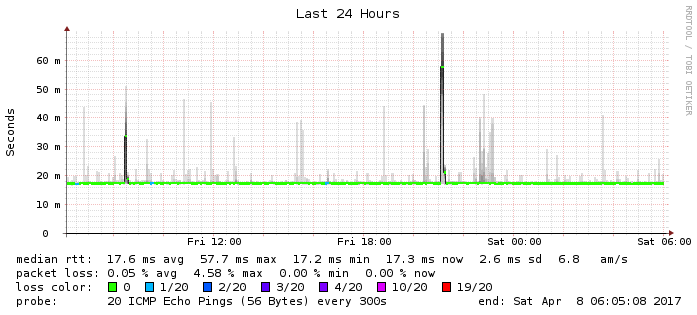 Last 24 Hours
RRDTOOL / TOBI OETIKER
Seconds
60 m
50 m
40 m
30 m
20 m
10 m
0
Fri 12:00 Fri 18:00 Sat 00:00 Sat 06:00
median rtt: 17.6 ms avg 57.7 ms max 17.2 ms min 17.3 ms now 2.6 ms sd 6.8 am/s
packet loss: 0.05 % avg 4.58 % max 0.00 % min 0.00 % now
loss color: 0 1/20 2/20 3/20 4/20 10/20 19/20
probe: 20 ICMP Echo Pings (56 Bytes) every 300s end: Sat Apr 8 06:05:08 2017